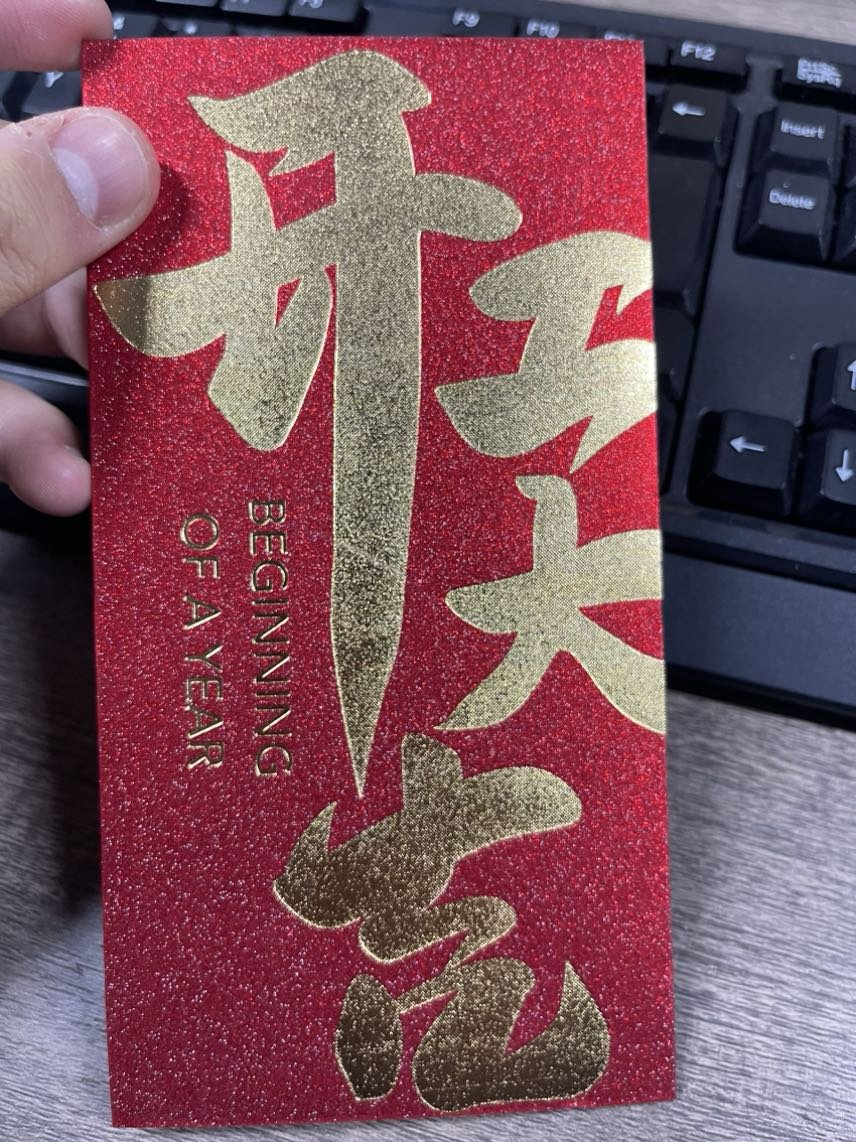 开工大吉
BEGINNING
OF A YEAR
F9
F10
F12
Insert
Delete